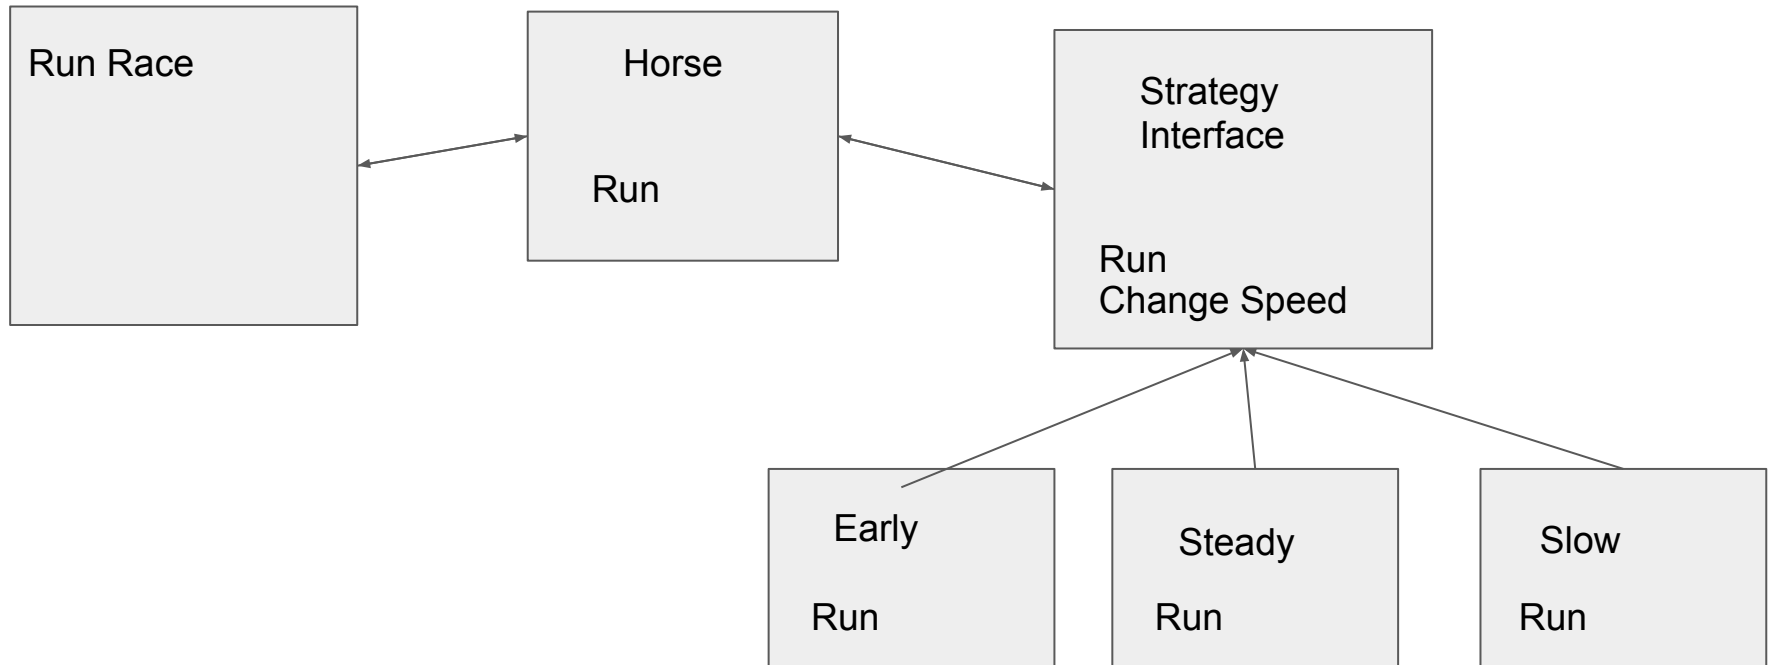 Run Race
Horse
Run
Strategy
Interface
Run
Change Speed
Early
Run
Steady
Run
Slow
Run